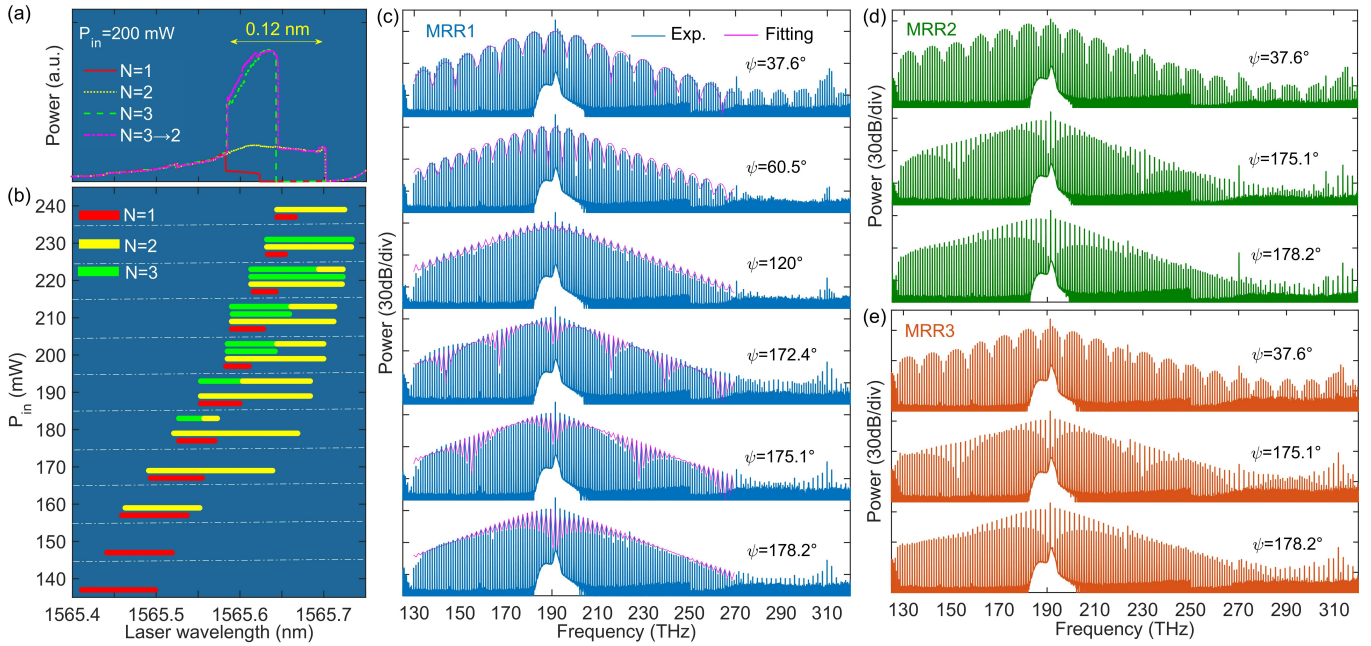 (a)
P_in=200 mW
0.12 nm
N=1
N=2
N=3
N=3→2
Power (a.u.)
(b)
N=1
N=2
N=3
240
230
220
210
200
190
180
170
160
150
140
P_in (mW)
1565.4 1565.5 1565.6 1565.7
Laser wavelength (nm)
(c)
MRR1
Exp.
Fitting
ψ=37.6°
ψ=60.5°
ψ=120°
ψ=172.4°
ψ=175.1°
ψ=178.2°
Power (30dB/div)
130 150 170 190 210 230 250 270 290 310
Frequency (THz)
(d)
MRR2
ψ=37.6°
ψ=175.1°
ψ=178.2°
Power (30dB/div)
(e)
MRR3
ψ=37.6°
ψ=175.1°
ψ=178.2°
Power (30dB/div)
130 150 170 190 210 230 250 270 290 310
Frequency (THz)